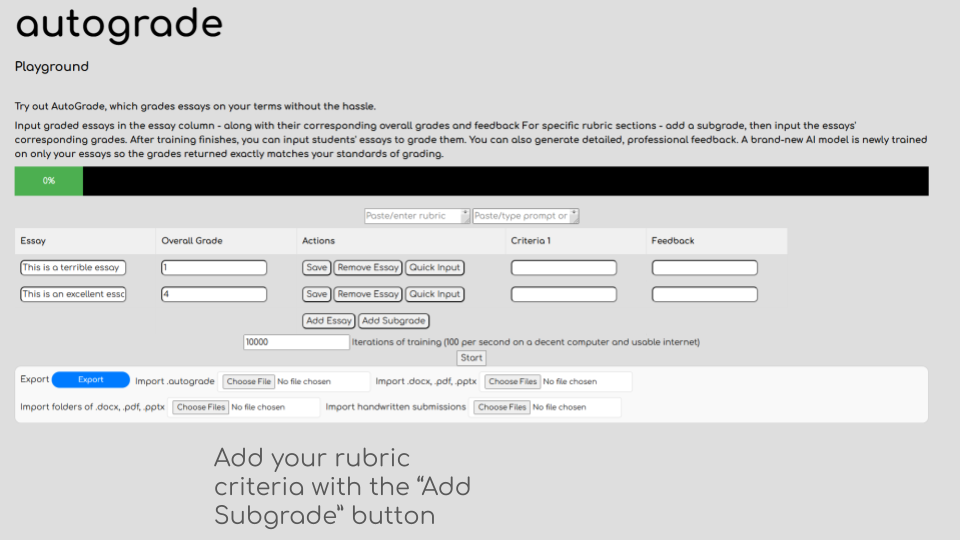 autograde
Playground
Try out AutoGrade, which grades essays on your terms without the hassle.
Input graded essays in the essay column - along with their corresponding overall grades and feedback For specific rubric sections - add a subgrade, then input the essays'
corresponding grades. After training finishes, you can input students' essays to grade them. You can also generate detailed, professional feedback. A brand-new AI model is newly trained
on only your essays so the grades returned exactly matches your standards of grading.
0%
Paste/enter rubric Paste/type prompt or
Essay Overall Grade Actions Criteria 1 Feedback
This is a terrible essay 1 Save Remove Essay Quick Input
This is an excellent essa 4 Save Remove Essay Quick Input
Add Essay Add Subgrade
10000 Iterations of training (100 per second on a decent computer and usable internet)
Start
Export Export Import .autograde Choose File No file chosen Import .docx, .pdf, .pptx Choose Files No file chosen
Import folders of .docx, .pdf, .pptx Choose Files No file chosen Import handwritten submissions Choose Files No file chosen
Add your rubric
criteria with the “Add
Subgrade” button